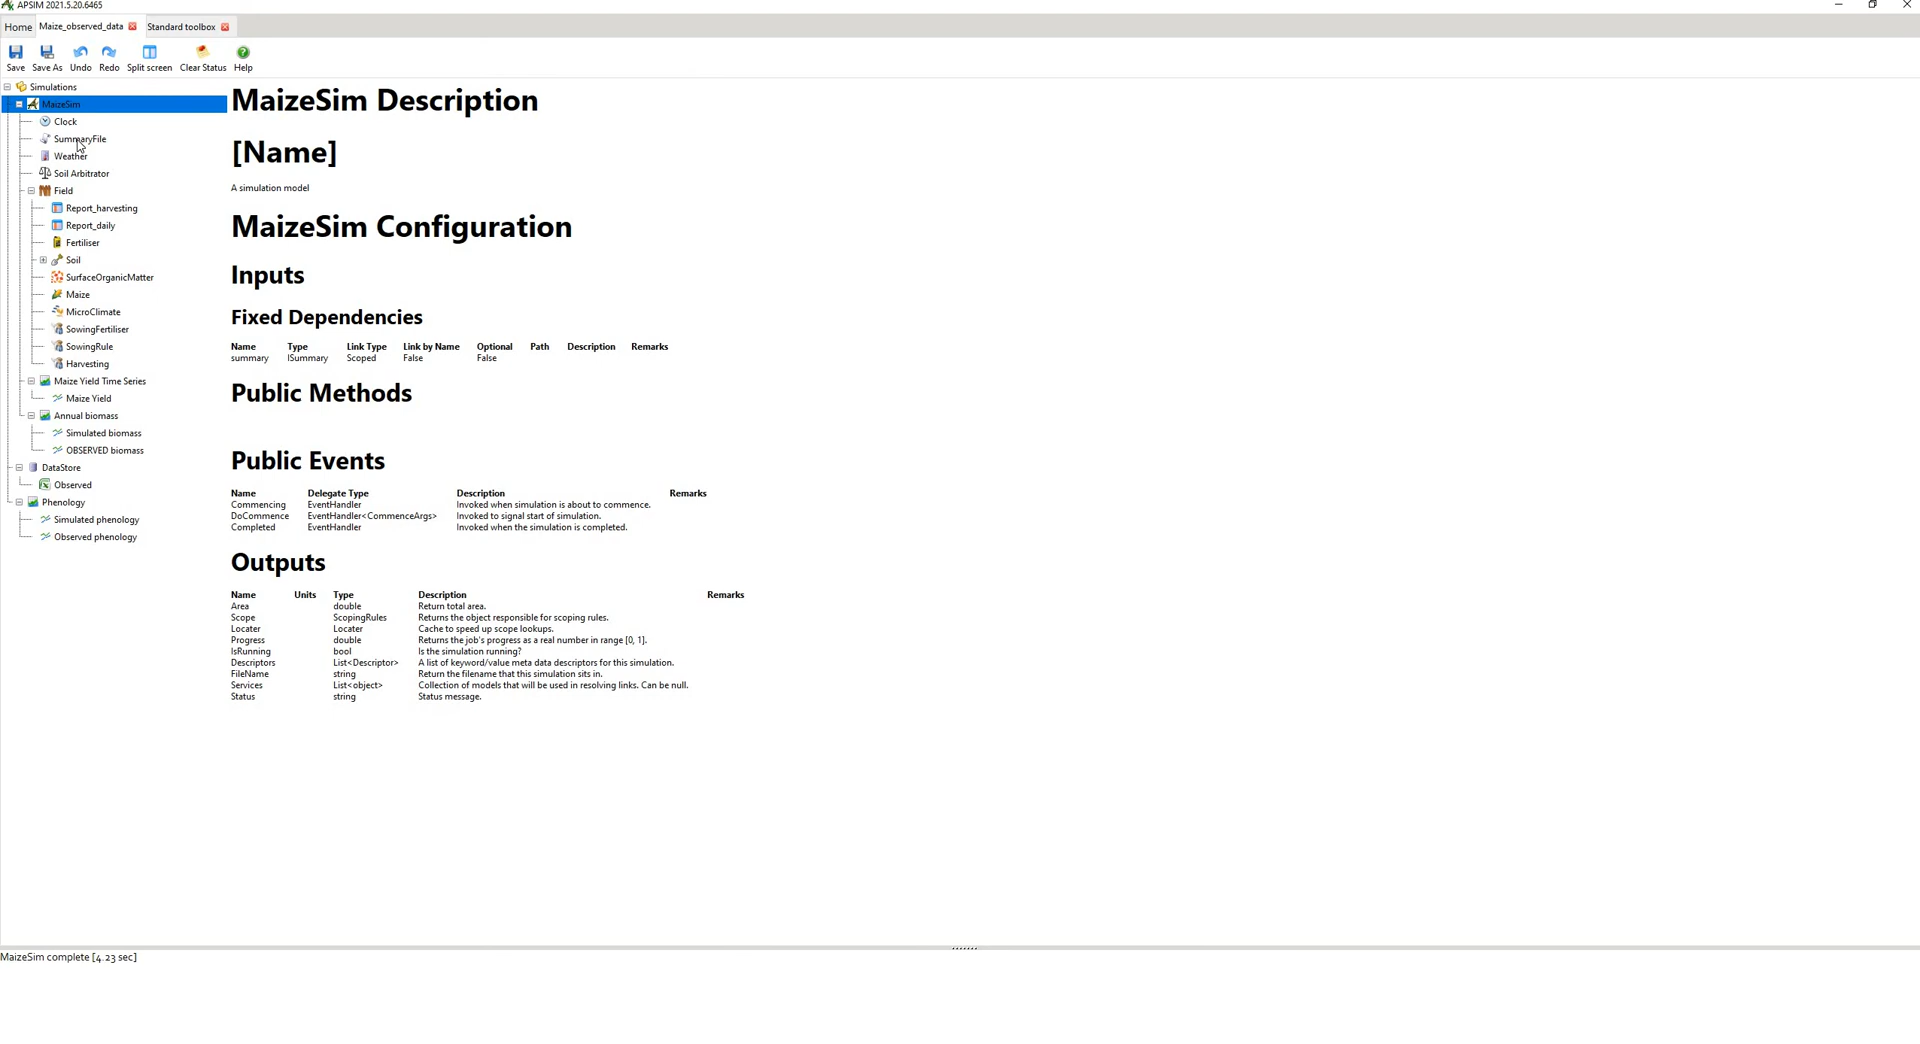 APSIM 2021.5.20.6465
Home Maize_observed_data Standard toolbox
Save Save As Undo Redo Split screen Clear Status Help
Simulations
MaizeSim
Clock
SummaryFile
Weather
Soil Arbitrator
Field
Report_harvesting
Report_daily
Fertiliser
Soil
SurfaceOrganicMatter
Maize
MicroClimate
SowingFertiliser
SowingRule
Harvesting
Maize Yield Time Series
Maize Yield
Annual biomass
Simulated biomass
OBSERVED biomass
DataStore
Observed
Phenology
Simulated phenology
Observed phenology
MaizeSim Description
[Name]
A simulation model
MaizeSim Configuration
Inputs
Fixed Dependencies
Name Type Link Type Link by Name Optional Path Description Remarks
summary ISummary Scoped False False
Public Methods
Public Events
Name Delegate Type Description Remarks
Commencing EventHandler Invoked when simulation is about to commence.
DoCommence EventHandler<CommenceArgs> Invoked to signal start of simulation.
Completed EventHandler Invoked when the simulation is completed.
Outputs
Name Units Type Description Remarks
Area double Return total area.
Scope ScopingRules Returns the object responsible for scoping rules.
Locater Locater Cache to speed up scope lookups.
Progress double Returns the job's progress as a real number in range [0, 1].
IsRunning bool Is the simulation running?
Descriptors List<Descriptor> A list of keyword/value meta data descriptors for this simulation.
FileName string Return the filename that this simulation sits in.
Services List<object> Collection of models that will be used in resolving links. Can be null.
Status string Status message.
MaizeSim complete [4.23 sec]